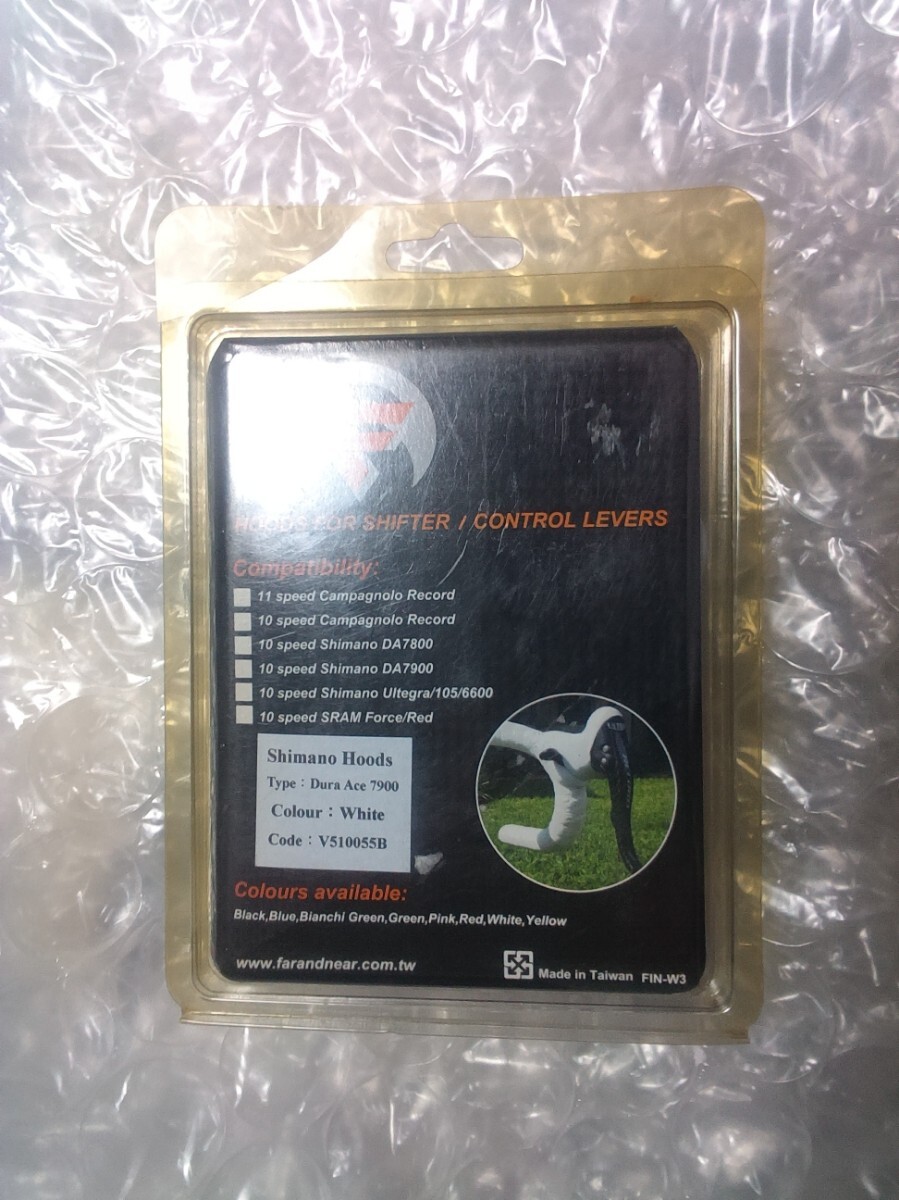 HOODS FOR SHIFTER / CONTROL LEVERS
Compatibility:
11 speed Campagnolo Record
10 speed Campagnolo Record
10 speed Shimano DA7800
10 speed Shimano DA7900
10 speed Shimano Ultegra/105/6600
10 speed SRAM Force/Red
Shimano Hoods
Type : Dura Ace 7900
Colour : White
Code : V510055B
Colours available:
Black,Blue,Bianchi Green,Green,Pink,Red,White,Yellow
www.farandnear.com.tw
Made in Taiwan FIN-W3